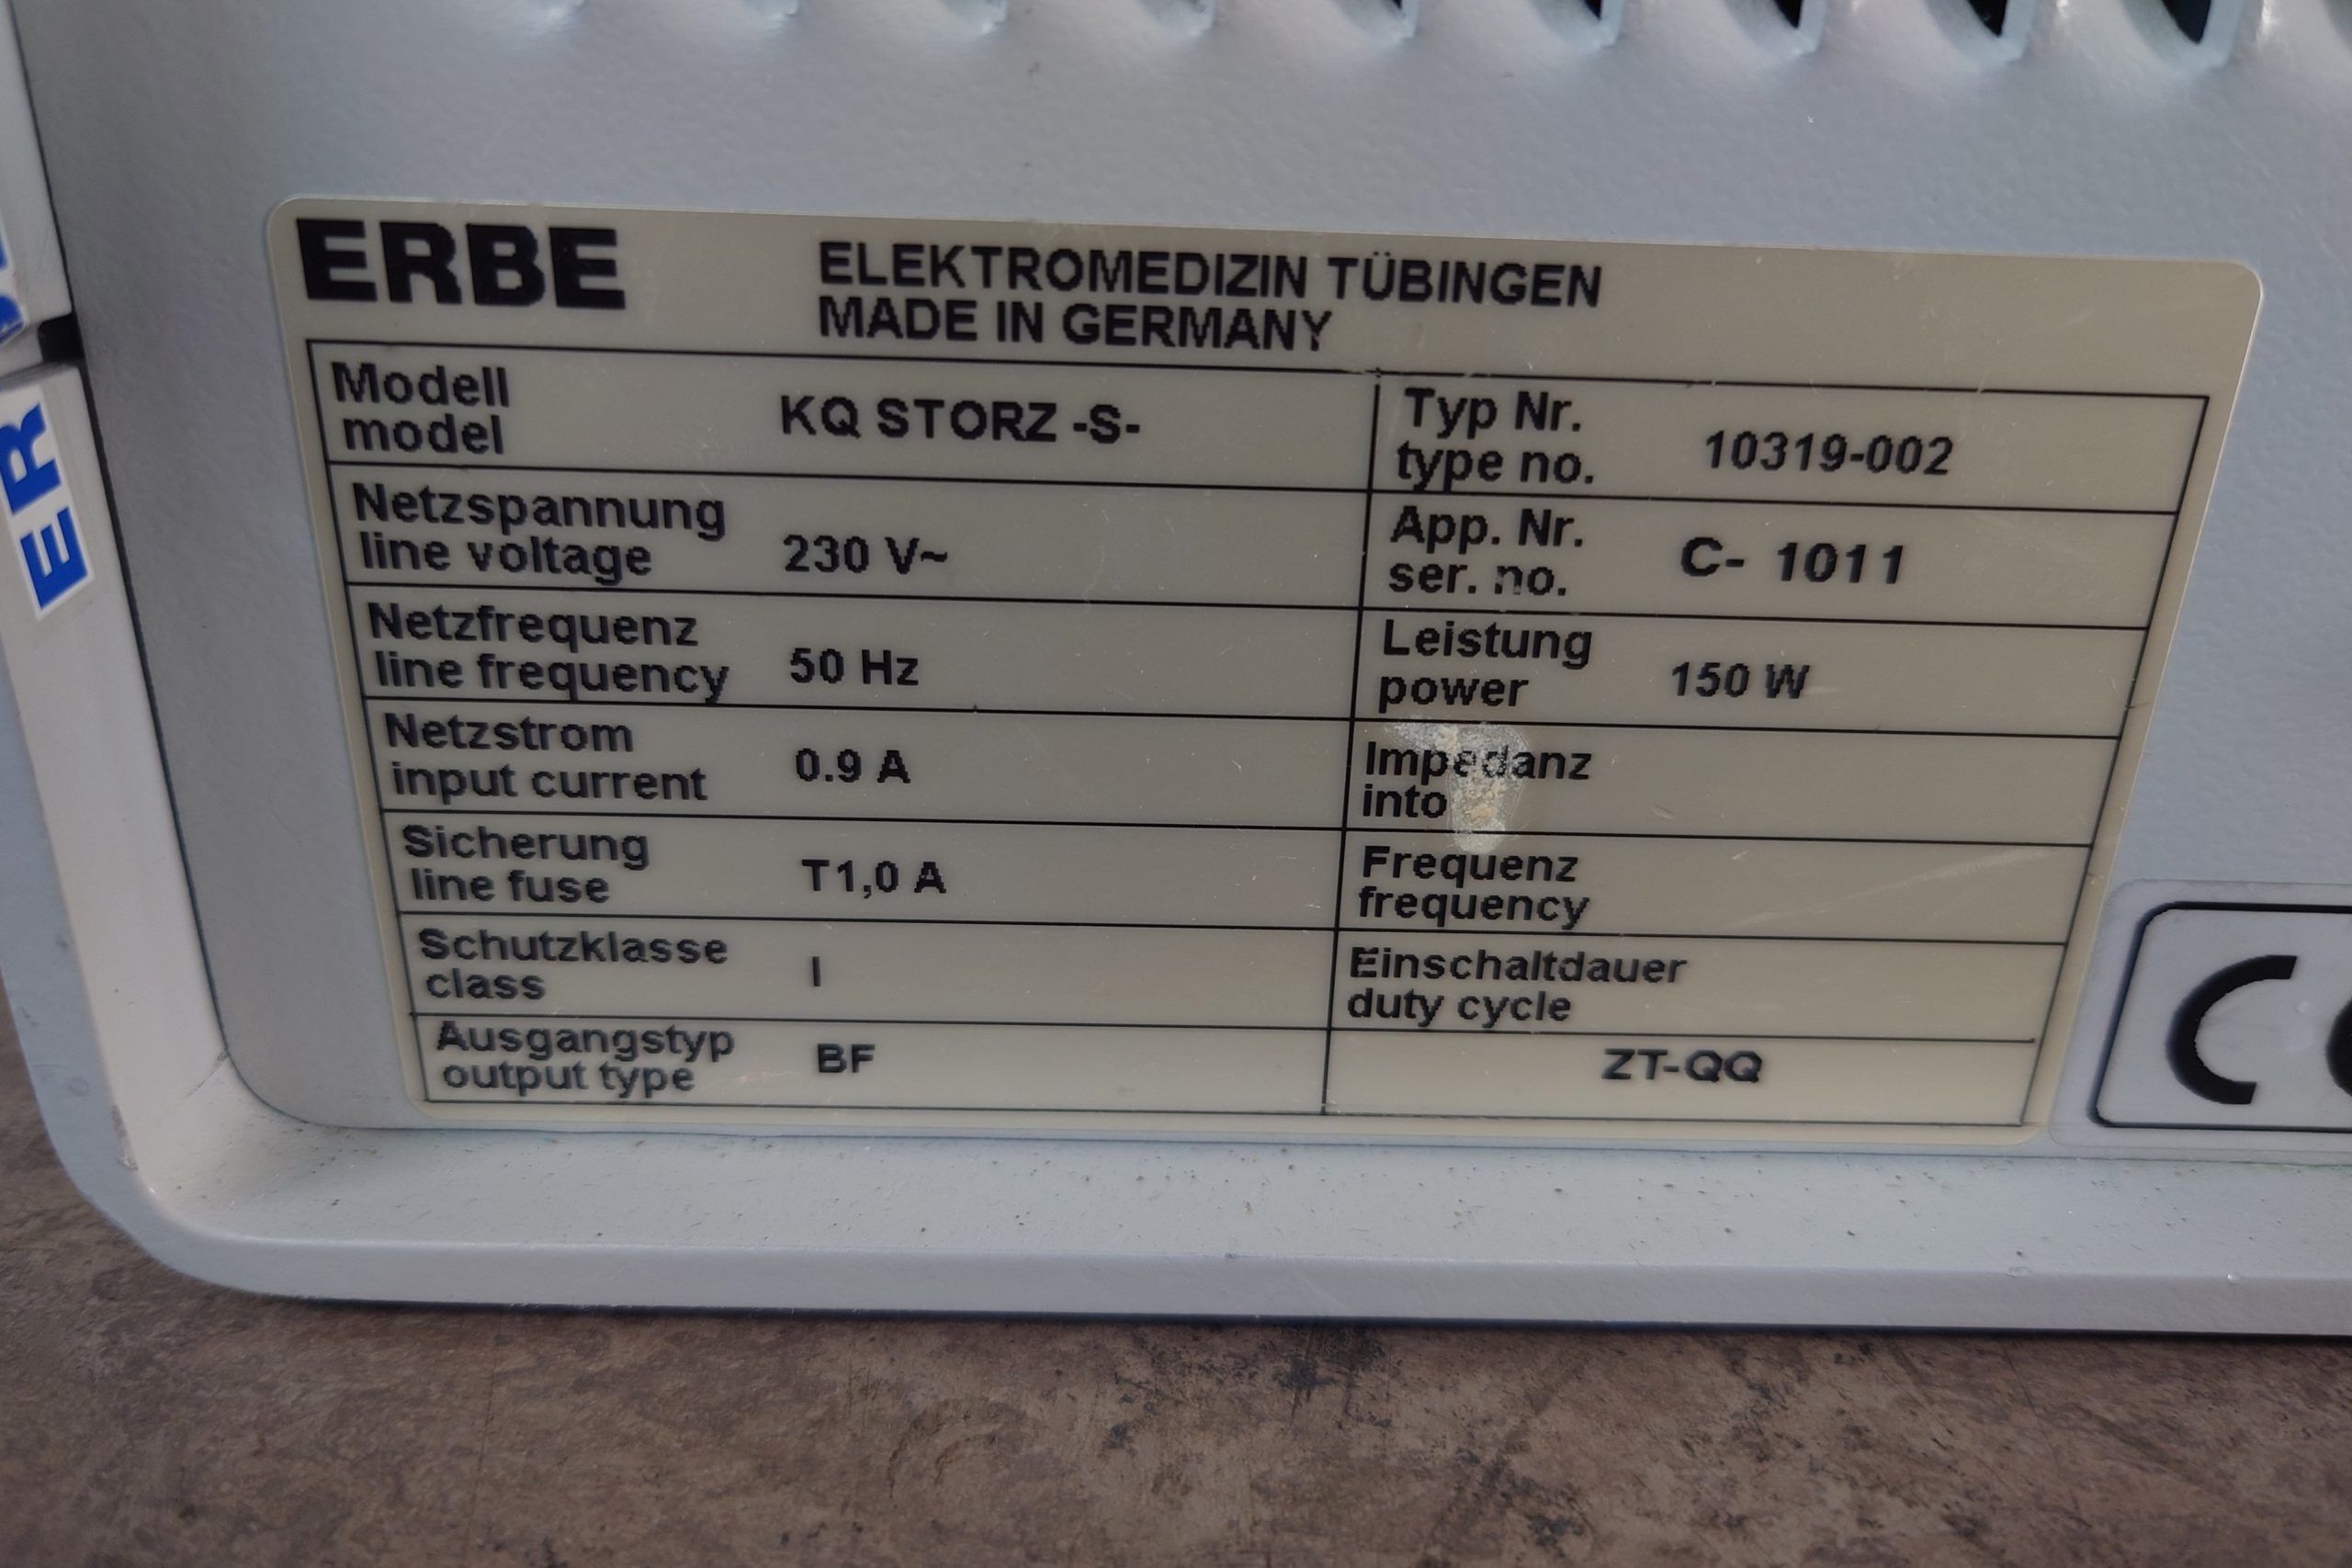 ERBE
ELEKTROMEDIZIN TÜBINGEN
MADE IN GERMANY
Modell
model
KQ STORZ -S-
Typ Nr.
type no.
10319-002
Netzspannung
line voltage
230 V~
App. Nr.
ser. no.
C- 1011
Netzfrequenz
line frequency
50 Hz
Leistung
power
150 W
Netzstrom
input current
0.9 A
Impedanz
into
Sicherung
line fuse
T1,0 A
Frequenz
frequency
Schutzklasse
class
I
Einschaltdauer
duty cycle
Ausgangstyp
output type
BF
ZT-QQ
ER